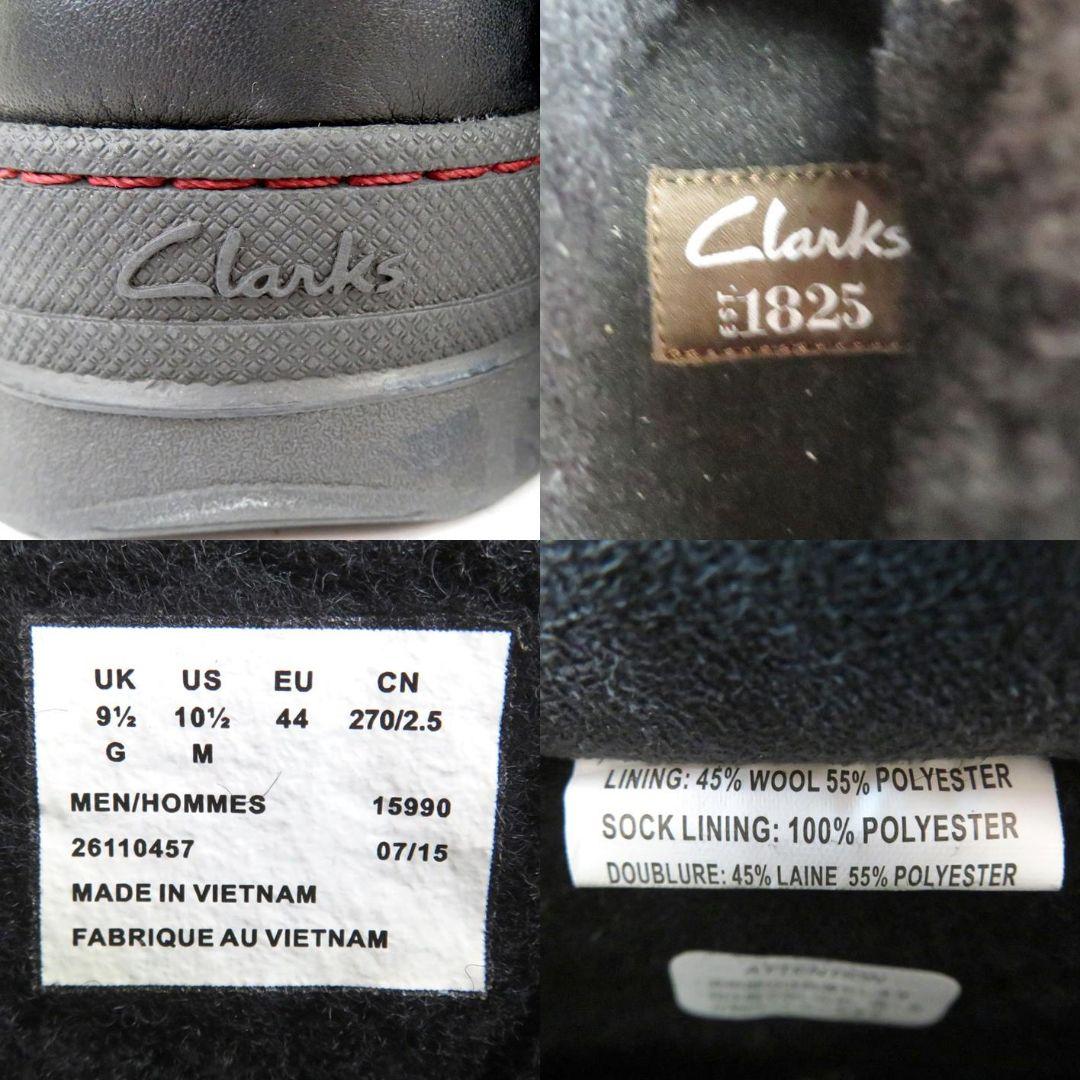 Clarks
Clarks
EST. 1825
UK US EU CN
9½ 10½ 44 270/2.5
G M
MEN/HOMMES 15990
26110457 07/15
MADE IN VIETNAM
FABRIQUE AU VIETNAM
LINING: 45% WOOL 55% POLYESTER
SOCK LINING: 100% POLYESTER
DOUBLURE: 45% LAINE 55% POLYESTER
ATTENTION